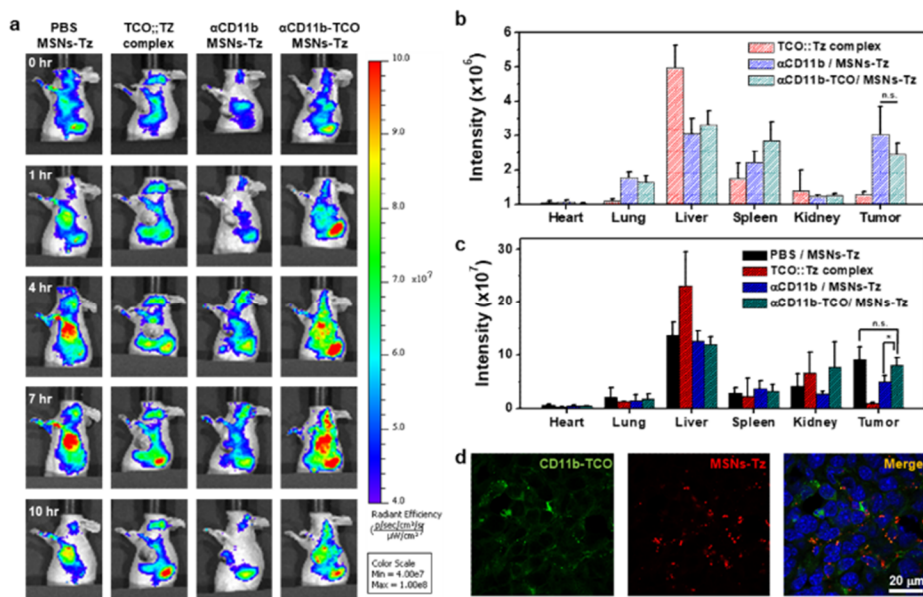 a
PBS
MSNs-Tz
TCO::TZ
complex
αCD11b
MSNs-Tz
αCD11b-TCO
MSNs-Tz
0 hr
1 hr
4 hr
7 hr
10 hr
10.0
9.0
8.0
7.0
x10⁷
6.0
5.0
4.0
Radiant Efficiency
(p/sec/cm²/sr
μW/cm²)
Color Scale
Min = 4.00e7
Max = 1.00e8
b
Intensity (x10⁶)
6
5
4
3
2
1
TCO::Tz complex
αCD11b / MSNs-Tz
αCD11b-TCO/ MSNs-Tz
n.s.
Heart Lung Liver Spleen Kidney Tumor
c
Intensity (x10⁷)
30
20
10
0
PBS / MSNs-Tz
TCO::Tz complex
αCD11b / MSNs-Tz
αCD11b-TCO/ MSNs-Tz
n.s.
*
Heart Lung Liver Spleen Kidney Tumor
d
CD11b-TCO
MSNs-Tz
Merge
20 μm